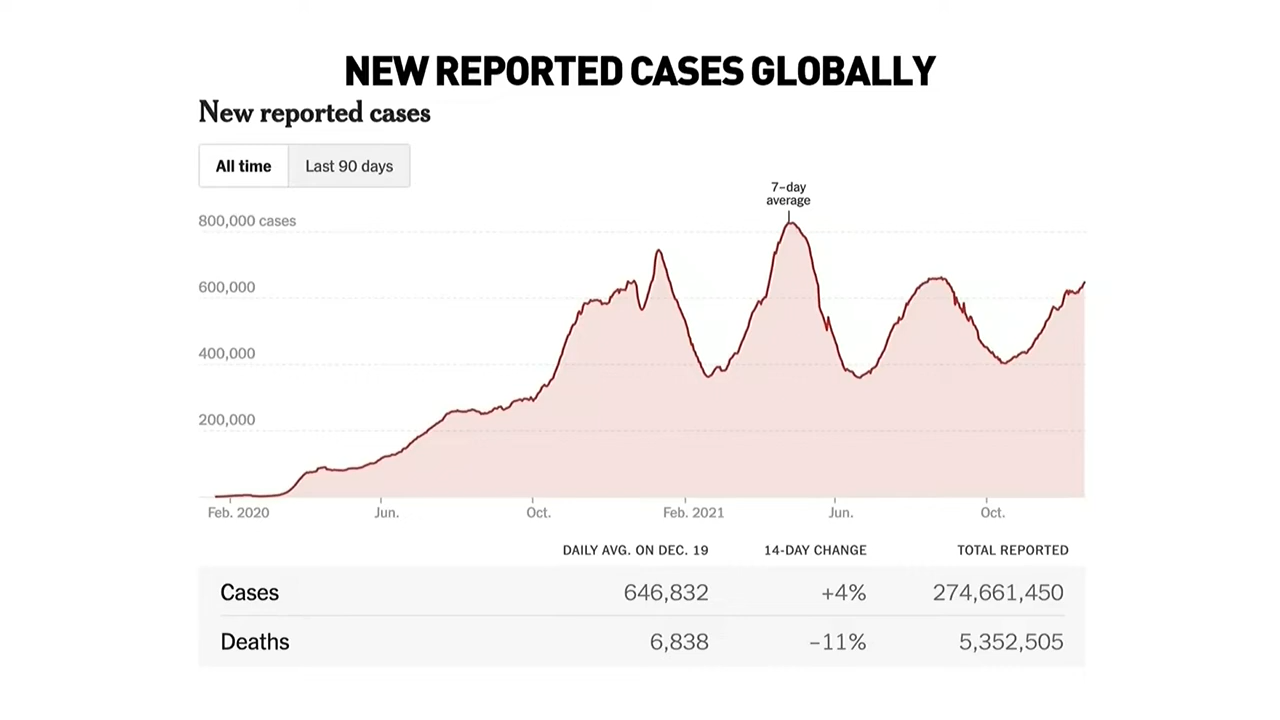 NEW REPORTED CASES GLOBALLY
New reported cases
All time Last 90 days
7–day
average
800,000 cases
600,000
400,000
200,000
Feb. 2020 Jun. Oct. Feb. 2021 Jun. Oct.
DAILY AVG. ON DEC. 19 14-DAY CHANGE TOTAL REPORTED
Cases 646,832 +4% 274,661,450
Deaths 6,838 –11% 5,352,505